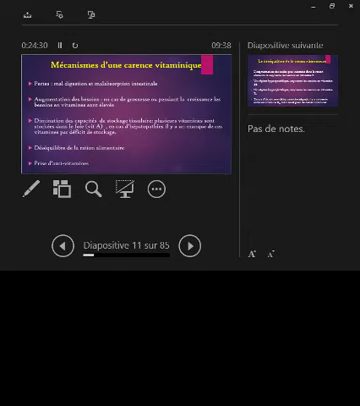 0:24:30
09:38
Mécanismes d'une carence vitaminique
Pertes : mal digestion et malabsorption intestinale
Augmentation des besoins : en cas de grossesse ou pendant la croissance les
besoins en vitamines sont élevés
Diminution des capacités de stockage tissulaire: plusieurs vitamines sont
stockées dans le foie (vit A) , en cas d'hépatopathies il y a un manque de ces
vitamines par déficit de stockage.
Déséquilibre de la ration alimentaire
Prise d'anti-vitamines
Diapositive 11 sur 85
Diapositive suivante
Pas de notes.
A A